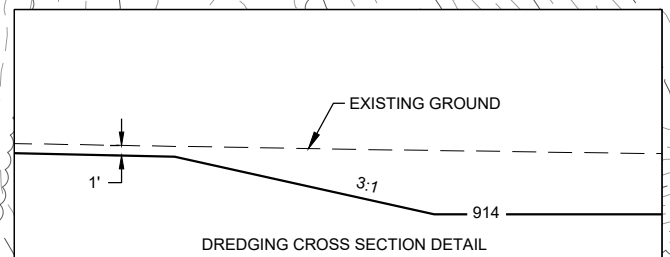 EXISTING GROUND
1'
3:1
914
DREDGING CROSS SECTION DETAIL